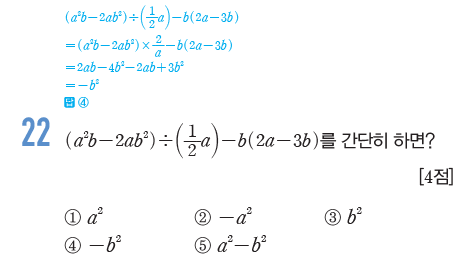 (a²b−2ab²)÷(1/2 a)−b(2a−3b)
=(a²b−2ab²)×2/a−b(2a−3b)
=2ab−4b²−2ab+3b²
=−b²
답 ④
22 (a²b−2ab²)÷(1/2 a)−b(2a−3b)를 간단히 하면?
[4점]
① a² ② −a² ③ b²
④ −b² ⑤ a²−b²